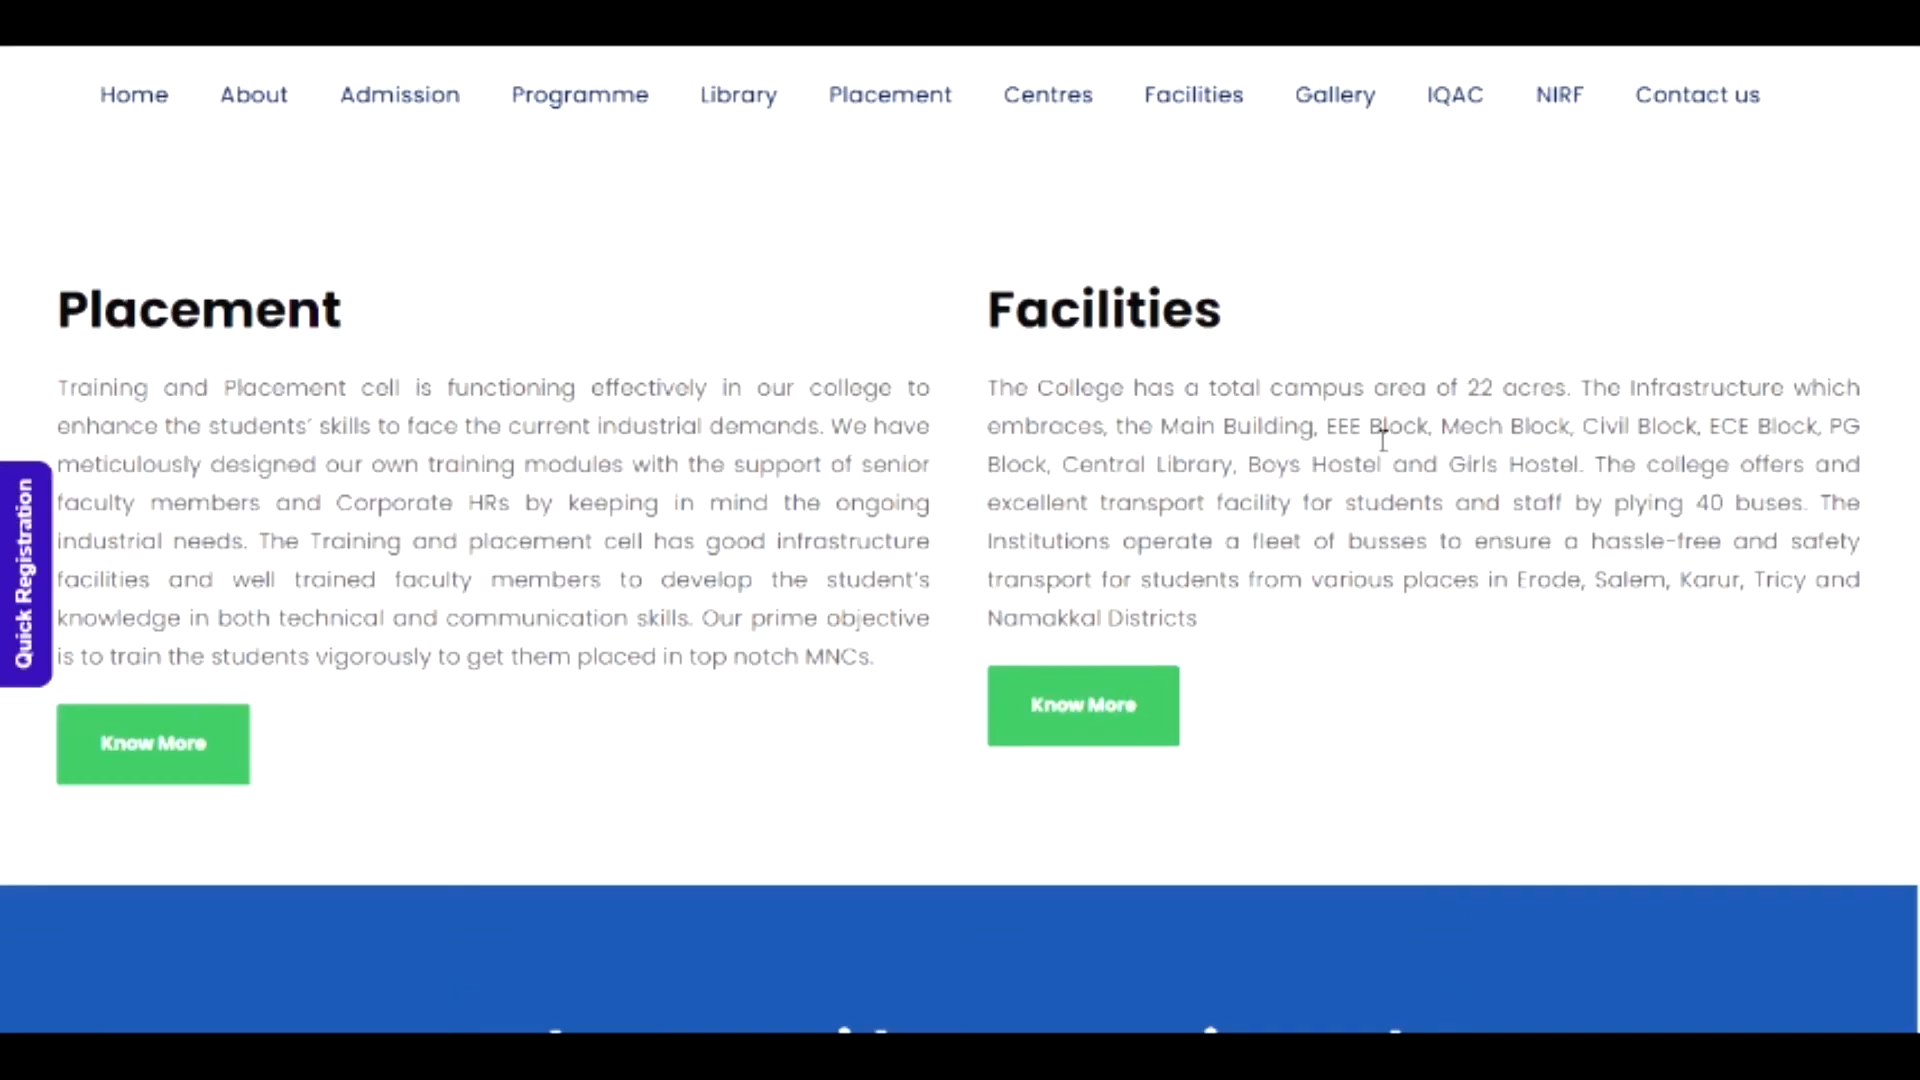 Home About Admission Programme Library Placement Centres Facilities Gallery IQAC NIRF Contact us
Placement
Training and Placement cell is functioning effectively in our college to
enhance the students' skills to face the current industrial demands. We have
meticulously designed our own training modules with the support of senior
faculty members and Corporate HRs by keeping in mind the ongoing
industrial needs. The Training and placement cell has good infrastructure
facilities and well trained faculty members to develop the student's
knowledge in both technical and communication skills. Our prime objective
is to train the students vigorously to get them placed in top notch MNCs.
Know More
Facilities
The College has a total campus area of 22 acres. The Infrastructure which
embraces, the Main Building, EEE Block, Mech Block, Civil Block, ECE Block, PG
Block, Central Library, Boys Hostel and Girls Hostel. The college offers and
excellent transport facility for students and staff by plying 40 buses. The
Institutions operate a fleet of busses to ensure a hassle-free and safety
transport for students from various places in Erode, Salem, Karur, Tricy and
Namakkal Districts
Know More
Quick Registration